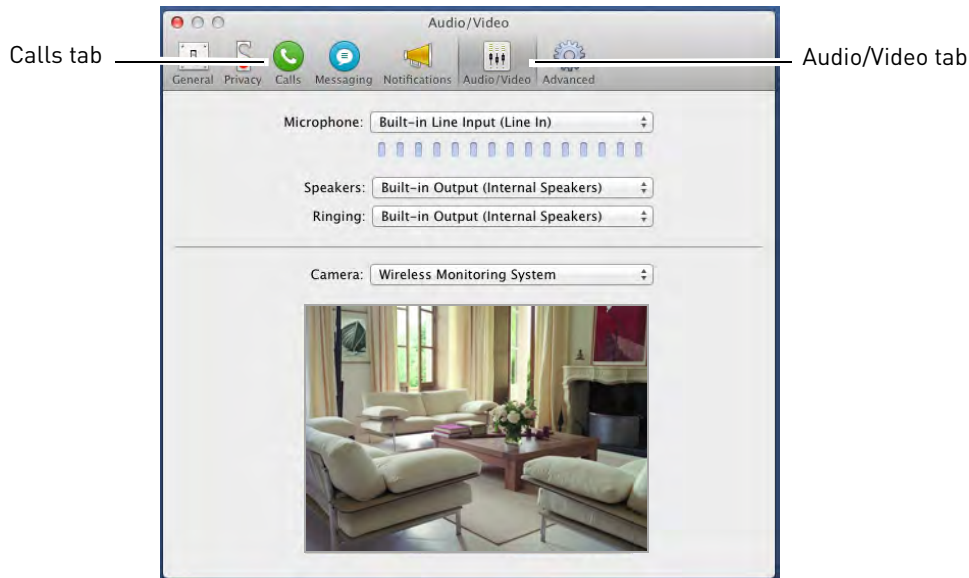 Audio/Video
Calls tab
Audio/Video tab
General Privacy Calls Messaging Notifications Audio/Video Advanced
Microphone: Built-in Line Input (Line In)
Speakers: Built-in Output (Internal Speakers)
Ringing: Built-in Output (Internal Speakers)
Camera: Wireless Monitoring System